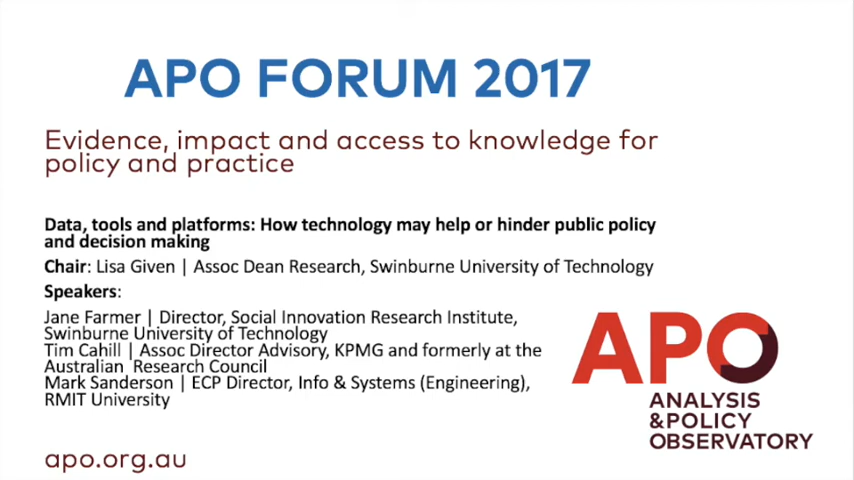 APO FORUM 2017
Evidence, impact and access to knowledge for
policy and practice
Data, tools and platforms: How technology may help or hinder public policy
and decision making
Chair: Lisa Given | Assoc Dean Research, Swinburne University of Technology
Speakers:
Jane Farmer | Director, Social Innovation Research Institute,
Swinburne University of Technology
Tim Cahill | Assoc Director Advisory, KPMG and formerly at the
Australian Research Council
Mark Sanderson | ECP Director, Info & Systems (Engineering),
RMIT University
APO
ANALYSIS
&POLICY
OBSERVATORY
apo.org.au